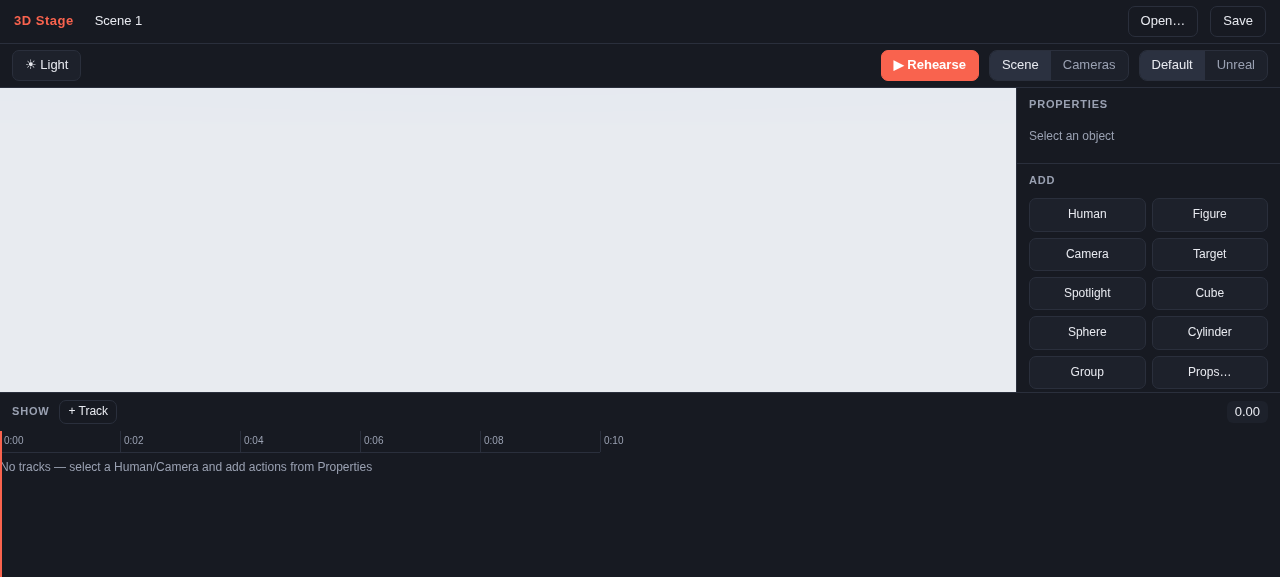 3D Stage Scene 1 Open… Save
☀ Light ▶ Rehearse Scene Cameras Default Unreal
PROPERTIES
Select an object
ADD
Human Figure
Camera Target
Spotlight Cube
Sphere Cylinder
Group Props…
SHOW + Track 0.00
0:00 0:02 0:04 0:06 0:08 0:10
No tracks — select a Human/Camera and add actions from Properties